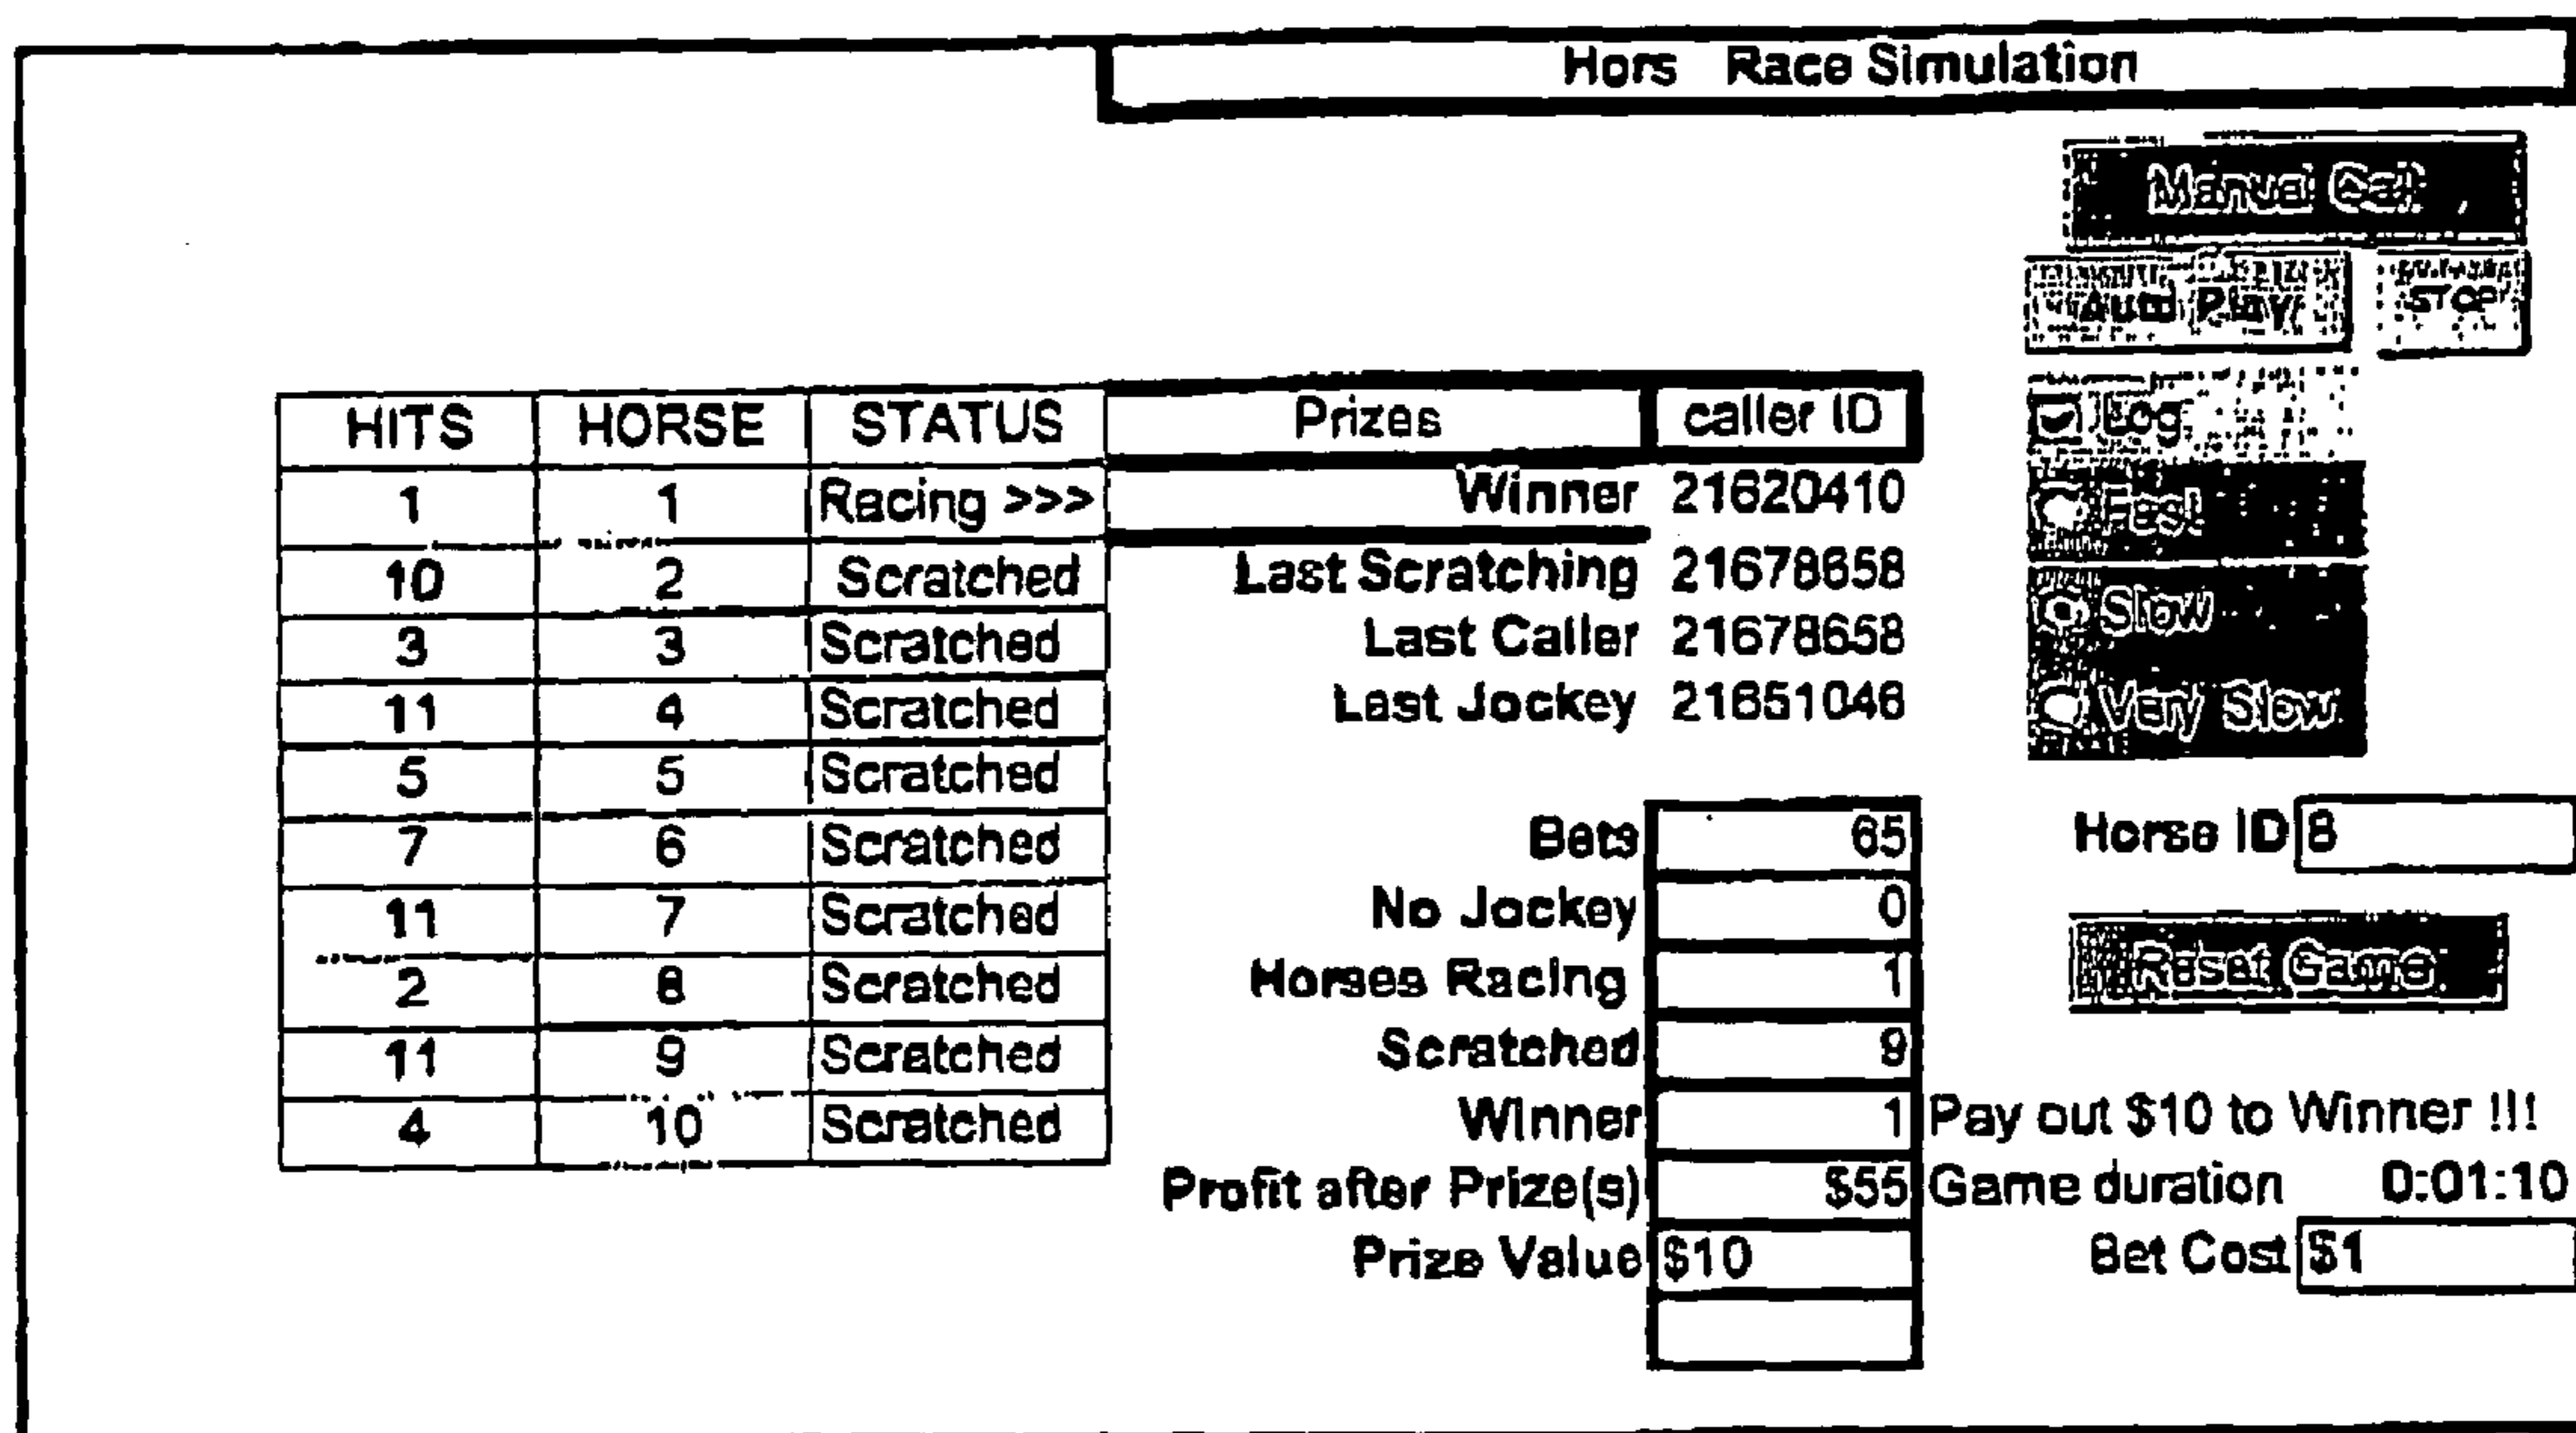 Hors Race Simulation
Manual Call
Auto Play STOP
Log
Fast
Slow
Very Slow
HITS HORSE STATUS Prizes caller ID
1 1 Racing >>> Winner 21620410
10 2 Scratched Last Scratching 21678658
3 3 Scratched Last Caller 21678658
11 4 Scratched Last Jockey 21651046
5 5 Scratched
7 6 Scratched Bets 65 Horse ID 8
11 7 Scratched No Jockey 0
2 8 Scratched Horses Racing 1 Reset Game
11 9 Scratched Scratched 9
4 10 Scratched Winner 1 Pay out $10 to Winner !!!
Profit after Prize(s) $55 Game duration 0:01:10
Prize Value $10 Bet Cost $1